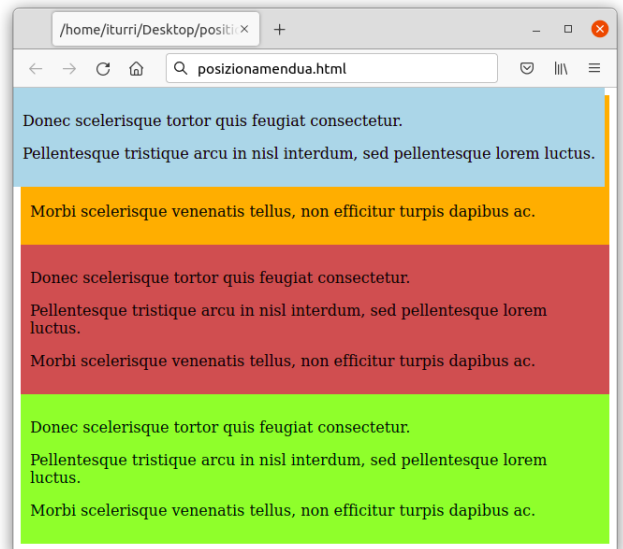 /home/iturri/Desktop/positi
posizionamendua.html
Donec scelerisque tortor quis feugiat consectetur.
Pellentesque tristique arcu in nisl interdum, sed pellentesque lorem luctus.
Morbi scelerisque venenatis tellus, non efficitur turpis dapibus ac.
Donec scelerisque tortor quis feugiat consectetur.
Pellentesque tristique arcu in nisl interdum, sed pellentesque lorem
luctus.
Morbi scelerisque venenatis tellus, non efficitur turpis dapibus ac.
Donec scelerisque tortor quis feugiat consectetur.
Pellentesque tristique arcu in nisl interdum, sed pellentesque lorem
luctus.
Morbi scelerisque venenatis tellus, non efficitur turpis dapibus ac.